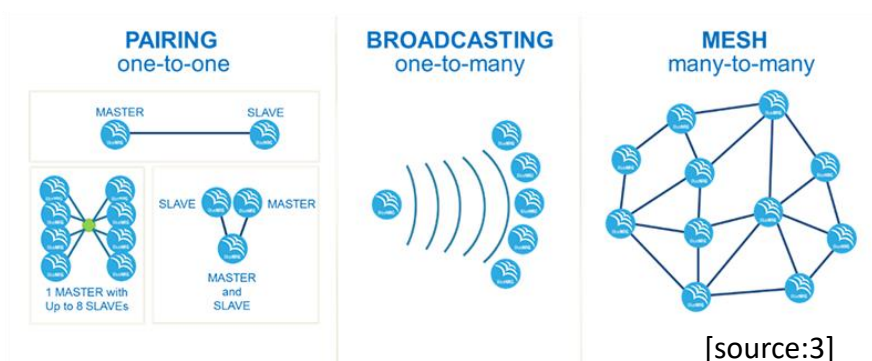 PAIRING
one-to-one
MASTER
SLAVE
1 MASTER with
Up to 8 SLAVEs
SLAVE
MASTER
MASTER
and
SLAVE
BROADCASTING
one-to-many
MESH
many-to-many
[source:3]